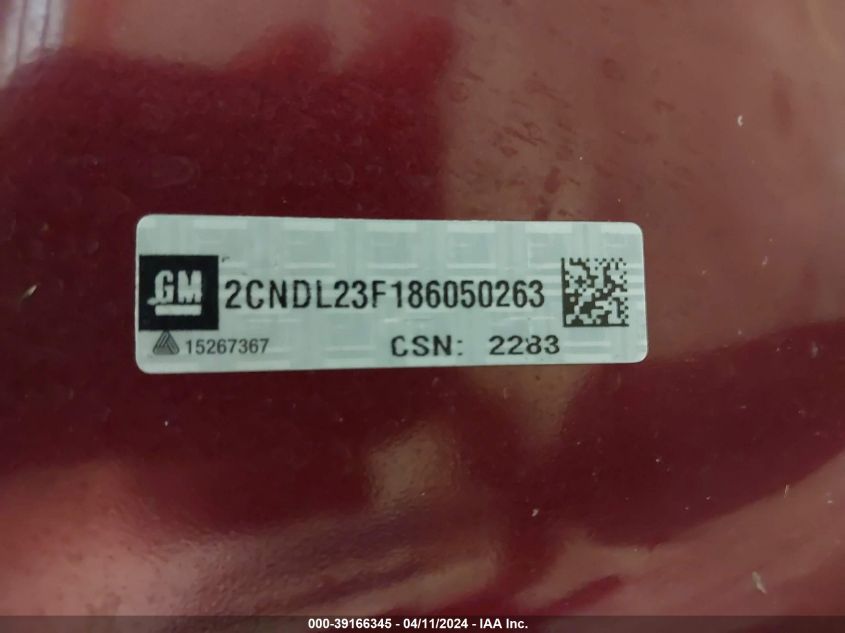 GM 2CNDL23F186050263
15267367 CSN: 2283
000-39166345 - 04/11/2024 - IAA Inc.